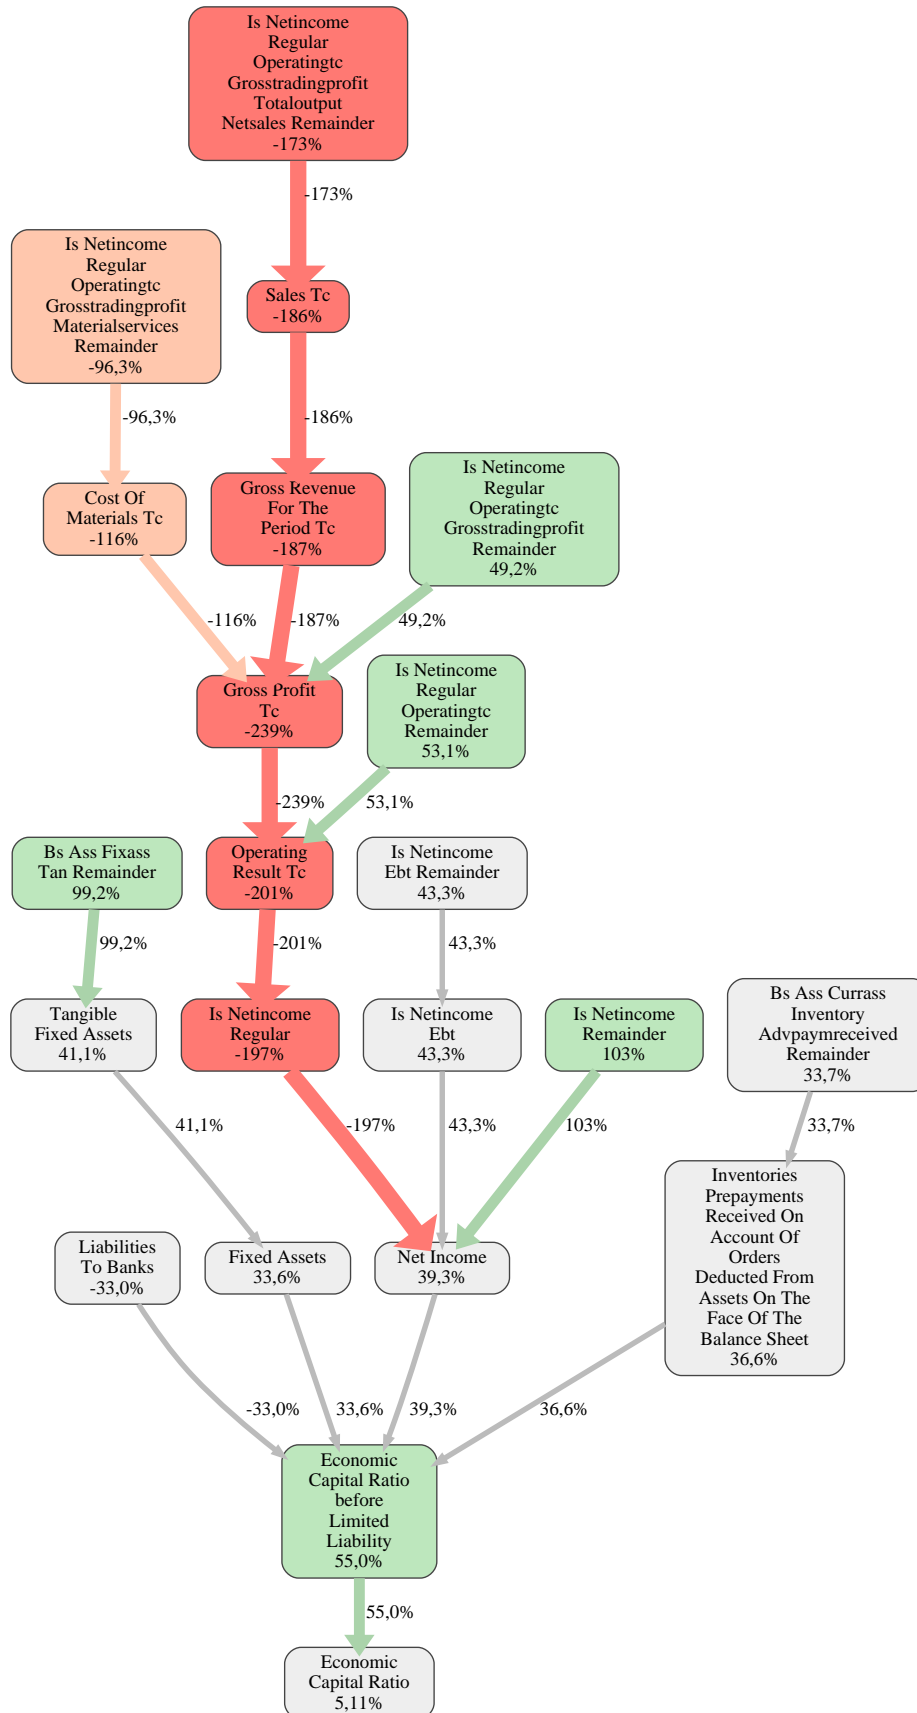 Is Netincome
Regular
Operatingtc
Grosstradingprofit
Totaloutput
Netsales Remainder
-173%
-173%
Is Netincome
Regular
Operatingtc
Grosstradingprofit
Materialservices
Remainder
-96,3%
Sales Tc
-186%
-96,3%
-186%
Cost Of
Materials Tc
-116%
Gross Revenue
For The
Period Tc
-187%
Is Netincome
Regular
Operatingtc
Grosstradingprofit
Remainder
49,2%
-116%
-187%
49,2%
Gross Profit
Tc
-239%
Is Netincome
Regular
Operatingtc
Remainder
53,1%
-239%
53,1%
Bs Ass Fixass
Tan Remainder
99,2%
Operating
Result Tc
-201%
Is Netincome
Ebt Remainder
43,3%
99,2%
-201%
43,3%
Tangible
Fixed Assets
41,1%
Is Netincome
Regular
-197%
Is Netincome
Ebt
43,3%
Is Netincome
Remainder
103%
Bs Ass Currass
Inventory
Advpaymreceived
Remainder
33,7%
41,1%
-197%
43,3%
103%
33,7%
Liabilities
To Banks
-33,0%
Fixed Assets
33,6%
Net Income
39,3%
Inventories
Prepayments
Received On
Account Of
Orders
Deducted From
Assets On The
Face Of The
Balance Sheet
36,6%
-33,0%
33,6%
39,3%
36,6%
Economic
Capital Ratio
before
Limited
Liability
55,0%
55,0%
Economic
Capital Ratio
5,11%